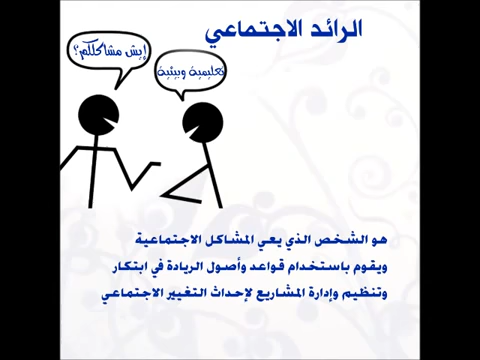 الرائد الاجتماعي
إيش مشاكلكم؟
تعليمية وبيئية
هو الشخص الذي يعي المشاكل الاجتماعية
ويقوم باستخدام قواعد وأصول الريادة في ابتكار
وتنظيم وإدارة المشاريع لإحداث التغيير الاجتماعي